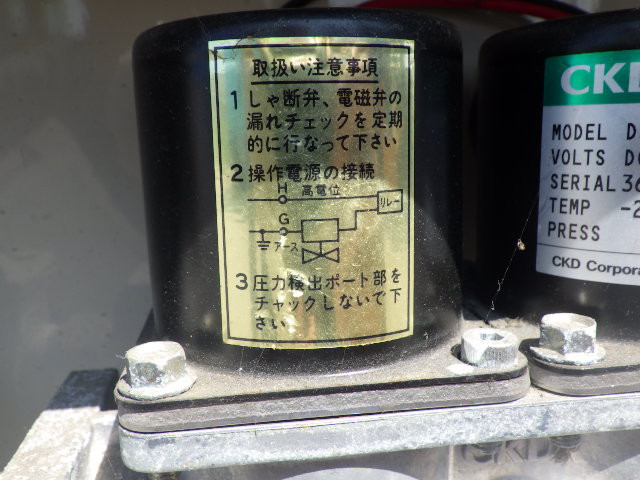 取扱い注意事項
1 しゃ断弁、電磁弁の
漏れチェックを定期
的に行なって下さい
2 操作電源の接続
H 高電位
リレー
G
アース
3 圧力検出ポート部を
チャックしないで下
さい
CKD
MODEL D
VOLTS D
SERIAL 36
TEMP -2
PRESS
CKD Corpora
CKD